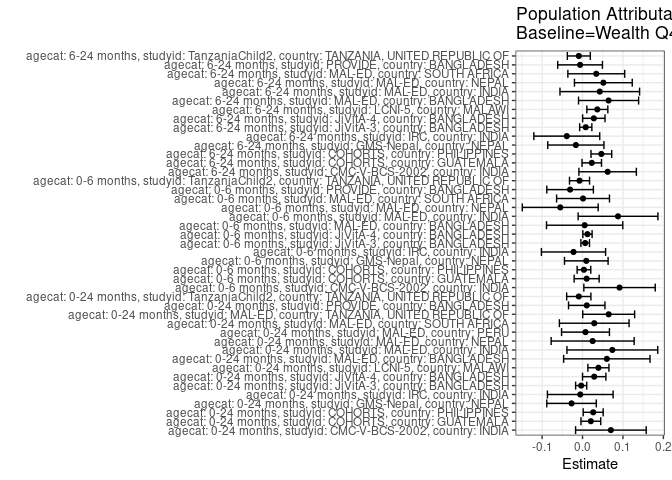 Population Attributa
Baseline=Wealth Q4
agecat: 6-24 months, studyid: TanzaniaChild2, country: TANZANIA, UNITED REPUBLIC OF
agecat: 6-24 months, studyid: PROVIDE, country: BANGLADESH
agecat: 6-24 months, studyid: MAL-ED, country: SOUTH AFRICA
agecat: 6-24 months, studyid: MAL-ED, country: NEPAL
agecat: 6-24 months, studyid: MAL-ED, country: INDIA
agecat: 6-24 months, studyid: MAL-ED, country: BANGLADESH
agecat: 6-24 months, studyid: LCNI-5, country: MALAWI
agecat: 6-24 months, studyid: JiVitA-4, country: BANGLADESH
agecat: 6-24 months, studyid: JiVitA-3, country: BANGLADESH
agecat: 6-24 months, studyid: IRC, country: INDIA
agecat: 6-24 months, studyid: GMS-Nepal, country: NEPAL
agecat: 6-24 months, studyid: COHORTS, country: PHILIPPINES
agecat: 6-24 months, studyid: COHORTS, country: GUATEMALA
agecat: 6-24 months, studyid: CMC-V-BCS-2002, country: INDIA
agecat: 0-6 months, studyid: TanzaniaChild2, country: TANZANIA, UNITED REPUBLIC OF
agecat: 0-6 months, studyid: PROVIDE, country: BANGLADESH
agecat: 0-6 months, studyid: MAL-ED, country: SOUTH AFRICA
agecat: 0-6 months, studyid: MAL-ED, country: NEPAL
agecat: 0-6 months, studyid: MAL-ED, country: INDIA
agecat: 0-6 months, studyid: MAL-ED, country: BANGLADESH
agecat: 0-6 months, studyid: JiVitA-4, country: BANGLADESH
agecat: 0-6 months, studyid: JiVitA-3, country: BANGLADESH
agecat: 0-6 months, studyid: IRC, country: INDIA
agecat: 0-6 months, studyid: GMS-Nepal, country: NEPAL
agecat: 0-6 months, studyid: COHORTS, country: PHILIPPINES
agecat: 0-6 months, studyid: COHORTS, country: GUATEMALA
agecat: 0-6 months, studyid: CMC-V-BCS-2002, country: INDIA
agecat: 0-24 months, studyid: TanzaniaChild2, country: TANZANIA, UNITED REPUBLIC OF
agecat: 0-24 months, studyid: PROVIDE, country: BANGLADESH
agecat: 0-24 months, studyid: MAL-ED, country: TANZANIA, UNITED REPUBLIC OF
agecat: 0-24 months, studyid: MAL-ED, country: SOUTH AFRICA
agecat: 0-24 months, studyid: MAL-ED, country: PERU
agecat: 0-24 months, studyid: MAL-ED, country: NEPAL
agecat: 0-24 months, studyid: MAL-ED, country: INDIA
agecat: 0-24 months, studyid: MAL-ED, country: BANGLADESH
agecat: 0-24 months, studyid: LCNI-5, country: MALAWI
agecat: 0-24 months, studyid: JiVitA-4, country: BANGLADESH
agecat: 0-24 months, studyid: JiVitA-3, country: BANGLADESH
agecat: 0-24 months, studyid: IRC, country: INDIA
agecat: 0-24 months, studyid: GMS-Nepal, country: NEPAL
agecat: 0-24 months, studyid: COHORTS, country: PHILIPPINES
agecat: 0-24 months, studyid: COHORTS, country: GUATEMALA
agecat: 0-24 months, studyid: CMC-V-BCS-2002, country: INDIA
-0.1 0.0 0.1 0.2
Estimate